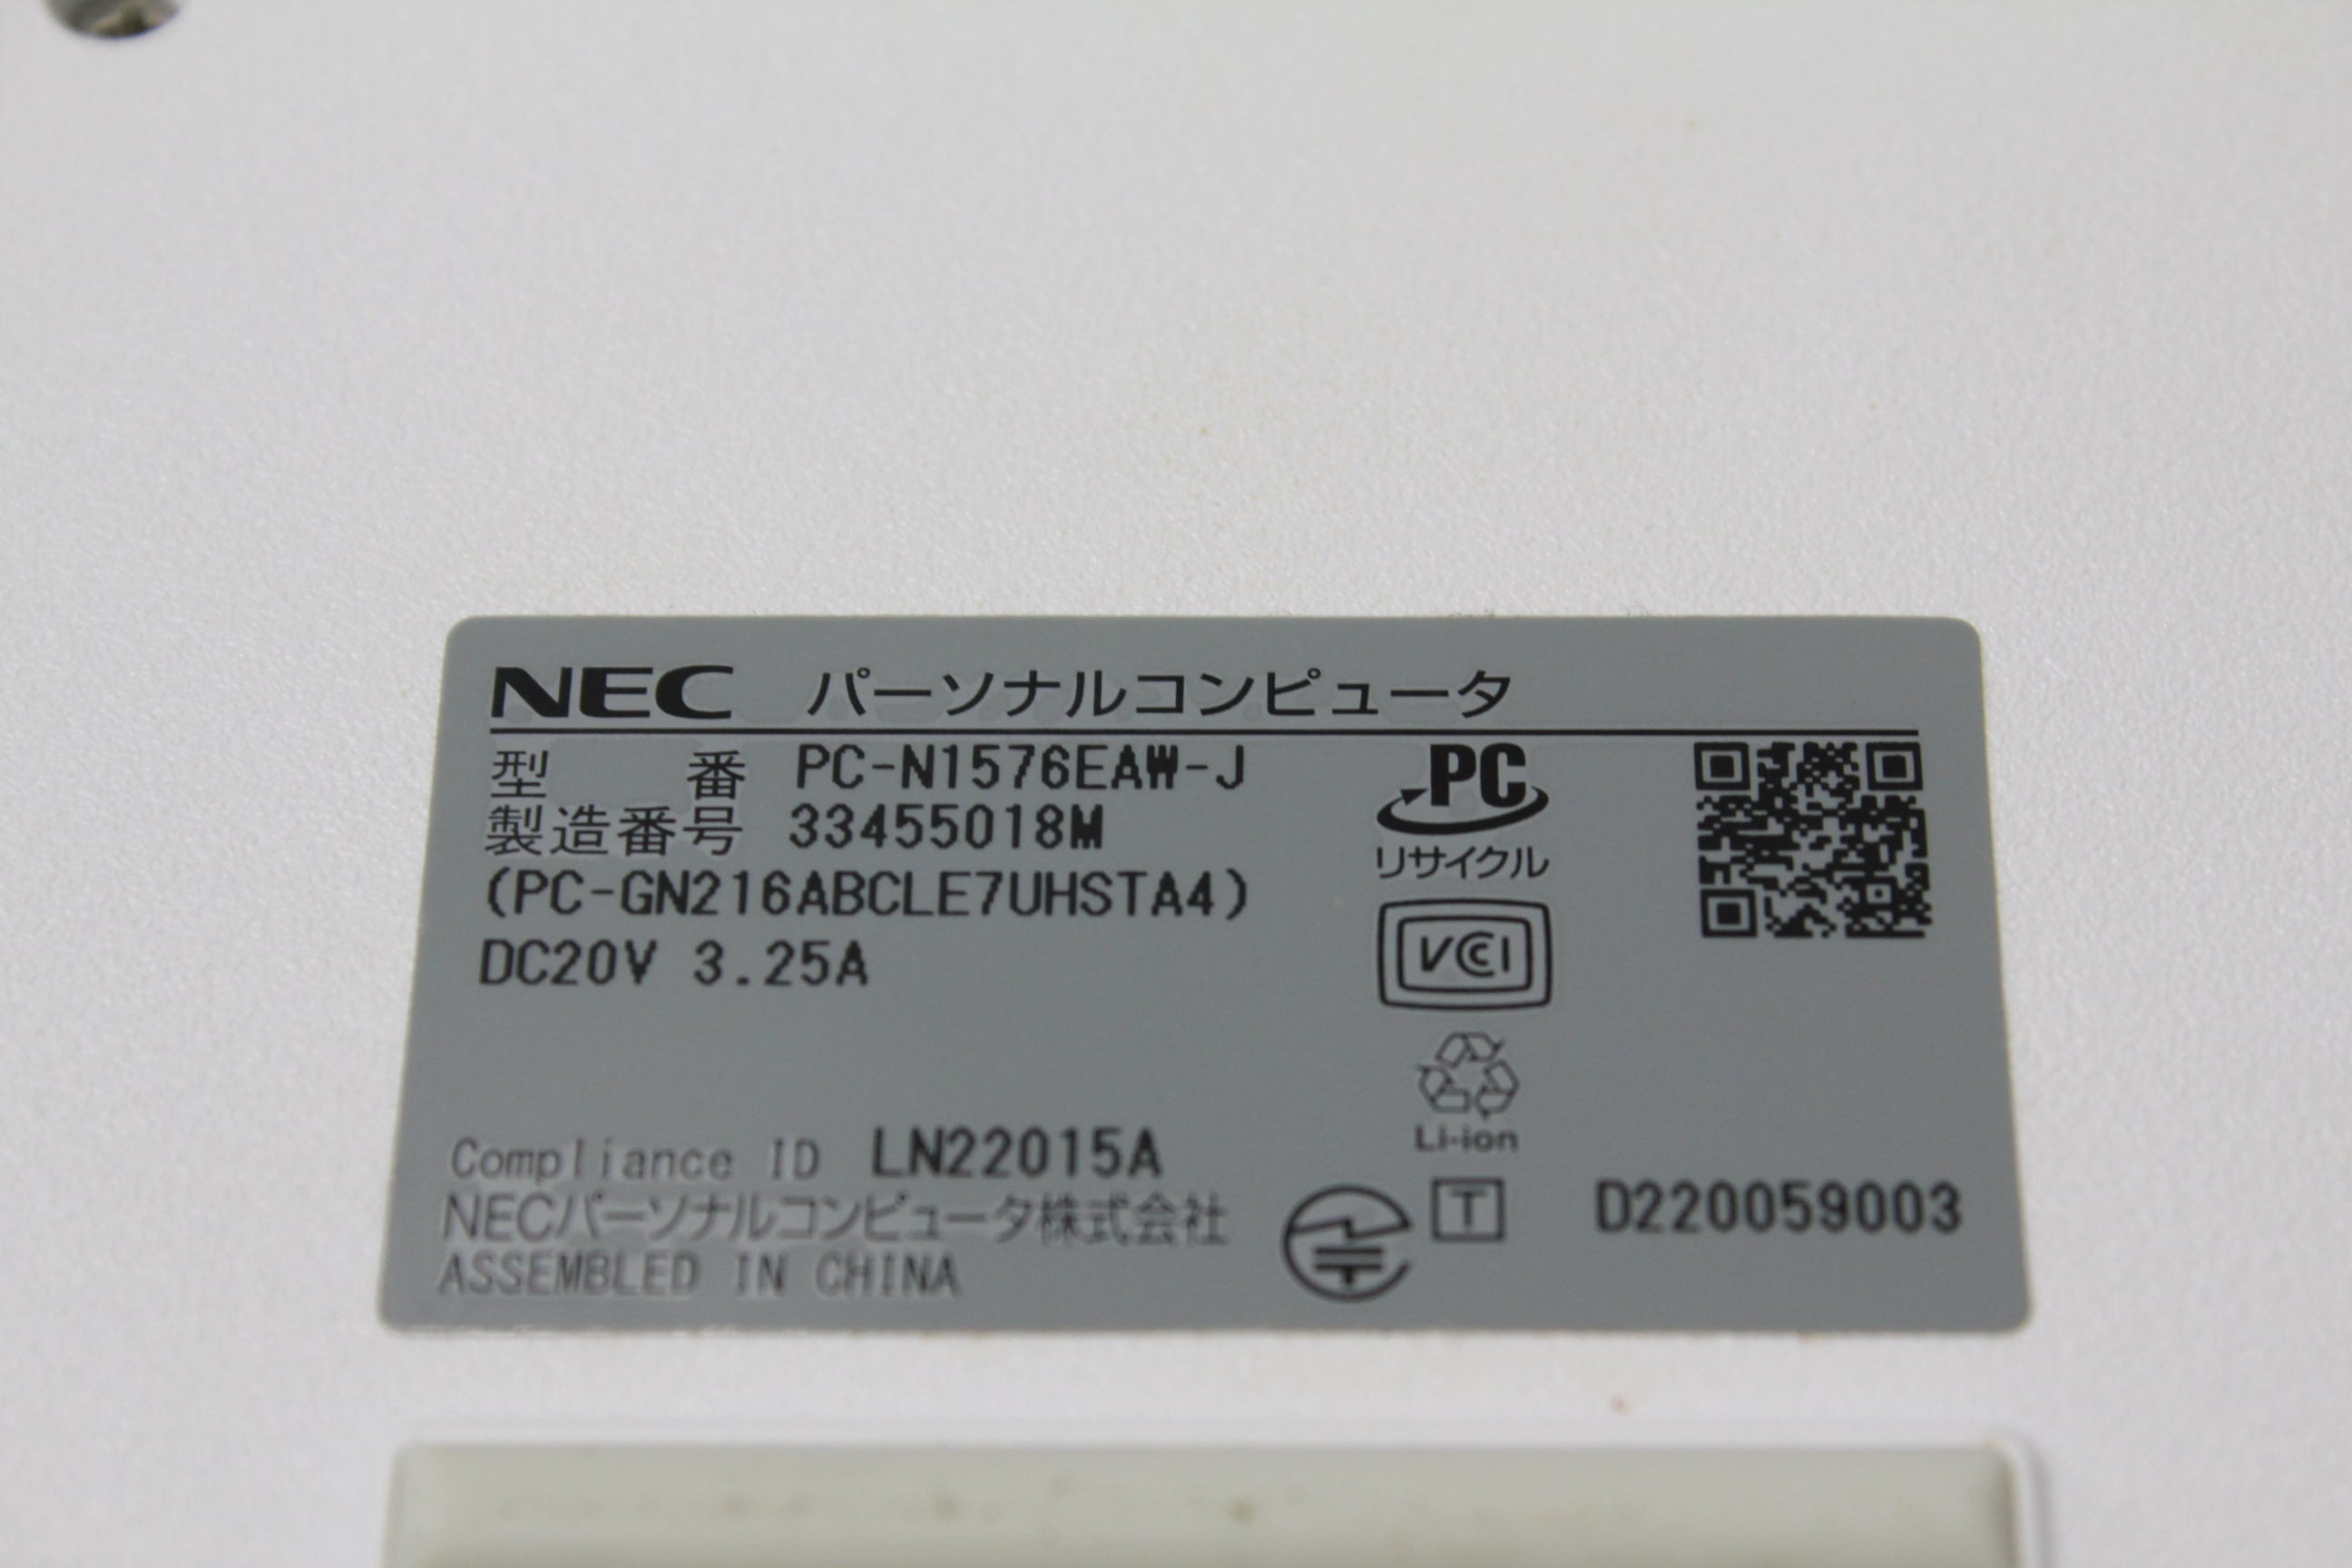 NEC パーソナルコンピュータ
型 番 PC-N1576EAW-J
製造番号 33455018M
(PC-GN216ABCLE7UHSTA4)
DC20V 3.25A
PC
リサイクル
VCCI
Li-ion
Compliance ID LN22015A
NECパーソナルコンピュータ株式会社
ASSEMBLED IN CHINA
T
D220059003